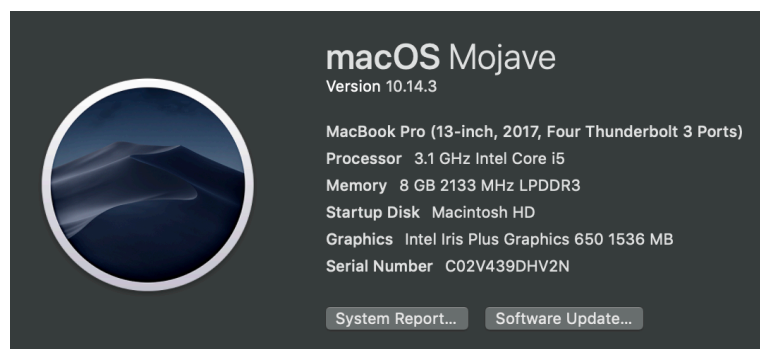 macOS Mojave
Version 10.14.3
MacBook Pro (13-inch, 2017, Four Thunderbolt 3 Ports)
Processor 3.1 GHz Intel Core i5
Memory 8 GB 2133 MHz LPDDR3
Startup Disk Macintosh HD
Graphics Intel Iris Plus Graphics 650 1536 MB
Serial Number C02V439DHV2N
System Report... Software Update...